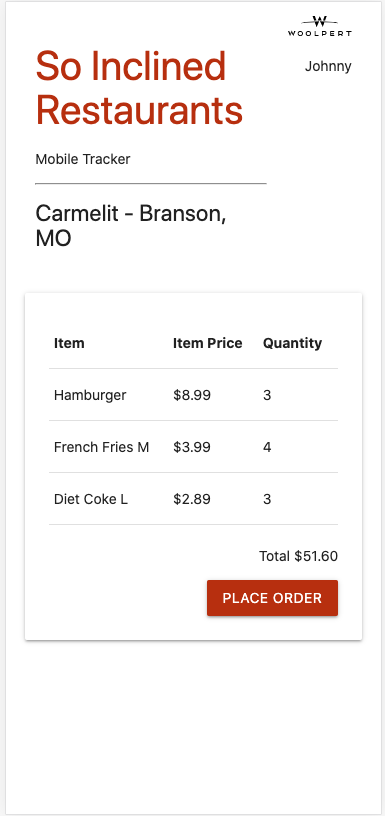 WOOLPERT
Johnny
So Inclined
Restaurants
Mobile Tracker
Carmelit - Branson,
MO
Item Item Price Quantity
Hamburger $8.99 3
French Fries M $3.99 4
Diet Coke L $2.89 3
Total $51.60
PLACE ORDER